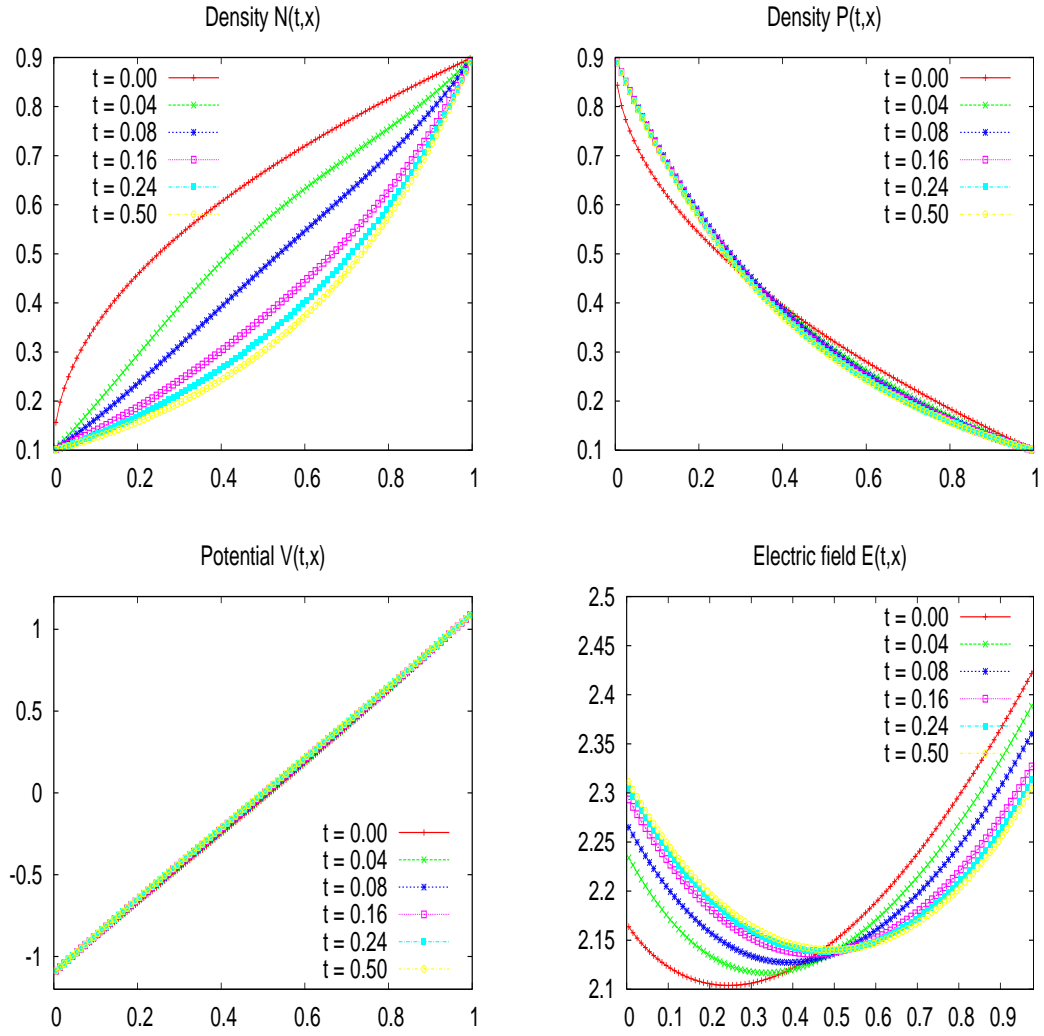 Density N(t,x)
0.9
0.8
0.7
0.6
0.5
0.4
0.3
0.2
0.1
t = 0.00
t = 0.04
t = 0.08
t = 0.16
t = 0.24
t = 0.50
0 0.2 0.4 0.6 0.8 1
Density P(t,x)
0.9
0.8
0.7
0.6
0.5
0.4
0.3
0.2
0.1
t = 0.00
t = 0.04
t = 0.08
t = 0.16
t = 0.24
t = 0.50
0 0.2 0.4 0.6 0.8 1
Potential V(t,x)
1
0.5
0
-0.5
-1
t = 0.00
t = 0.04
t = 0.08
t = 0.16
t = 0.24
t = 0.50
0 0.2 0.4 0.6 0.8 1
Electric field E(t,x)
2.5
2.45
2.4
2.35
2.3
2.25
2.2
2.15
2.1
t = 0.00
t = 0.04
t = 0.08
t = 0.16
t = 0.24
t = 0.50
0 0.1 0.2 0.3 0.4 0.5 0.6 0.7 0.8 0.9